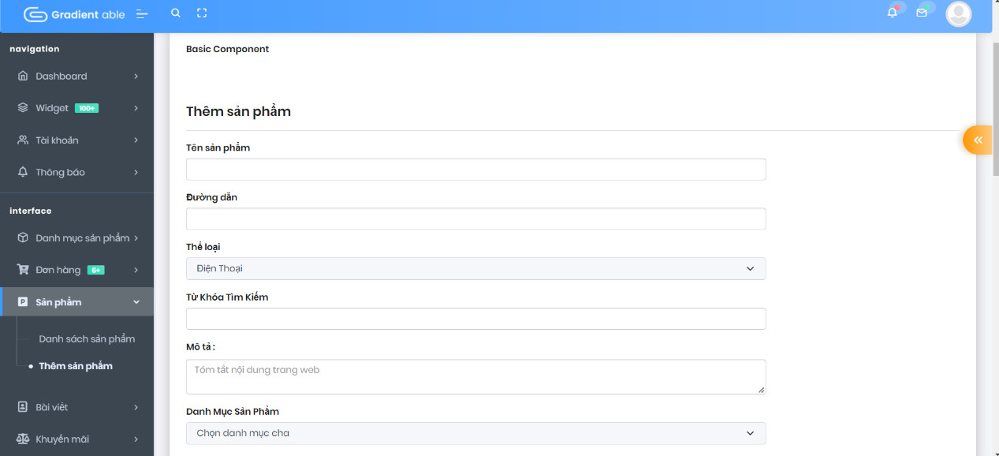 Gradient able
navigation
Dashboard
Widget 100+
Tài khoản
Thông báo
interface
Danh mục sản phẩm
Đơn hàng 6+
P Sản phẩm
Danh sách sản phẩm
Thêm sản phẩm
Bài viết
Khuyến mãi
Basic Component
Thêm sản phẩm
Tên sản phẩm
Đường dẫn
Thể loại
Điện Thoại
Từ Khóa Tìm Kiếm
Mô tả :
Tóm tắt nội dung trang web
Danh Mục Sản Phẩm
Chọn danh mục cha